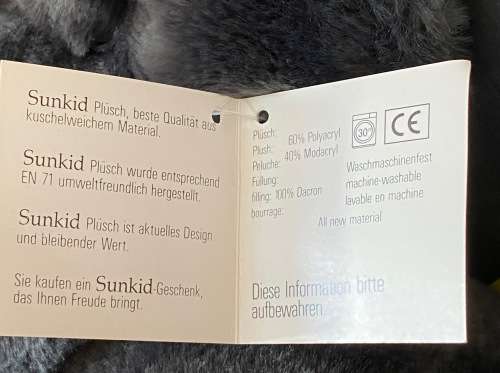 Sunkid Plüsch, beste Qualität aus
kuschelweichem Material.
Sunkid Plüsch wurde entsprechend
EN 71 umweltfreundlich hergestellt.
Sunkid Plüsch ist aktuelles Design
und bleibender Wert.
Sie kaufen ein Sunkid-Geschenk,
das Ihnen Freude bringt.
Plüsch:
Plush: 60% Polyacryl
Peluche: 40% Modacryl
Füllung:
filling: 100% Dacron
bourrage:
30°
CE
Waschmaschinenfest
machine-washable
lavable en machine
All new material
Diese Information bitte
aufbewahren.